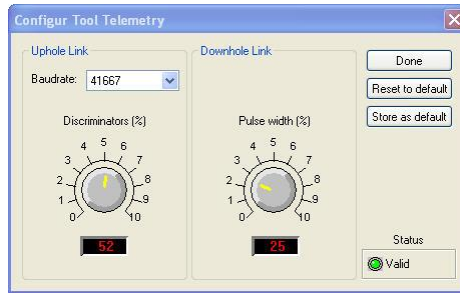 Configur Tool Telemetry
Uphole Link
Baudrate: 41667
Discriminators (%)
0 1 2 3 4 5 6 7 8 9 10
52
Downhole Link
Pulse width (%)
0 1 2 3 4 5 6 7 8 9 10
25
Done
Reset to default
Store as default
Status
Valid